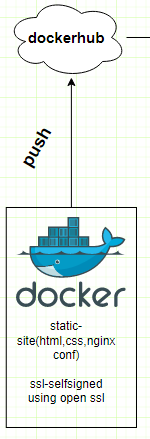 dockerhub
push
docker
static-
site(html,css,nginx
conf)
ssl-selfsigned
using open ssl